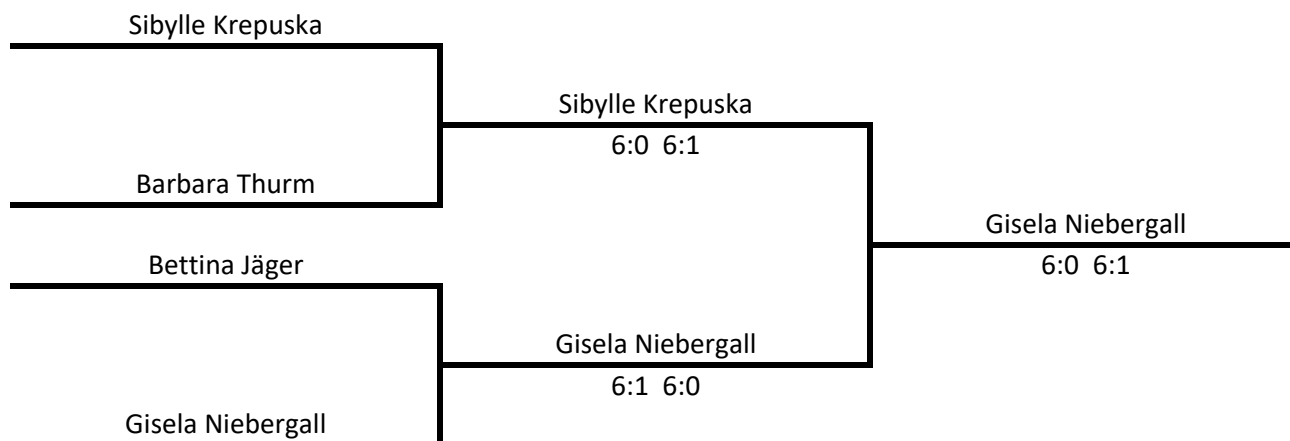 Sibylle Krepuska
Sibylle Krepuska
6:0  6:1
Barbara Thurm
Gisela Niebergall
6:0  6:1
Bettina Jäger
Gisela Niebergall
6:1  6:0
Gisela Niebergall